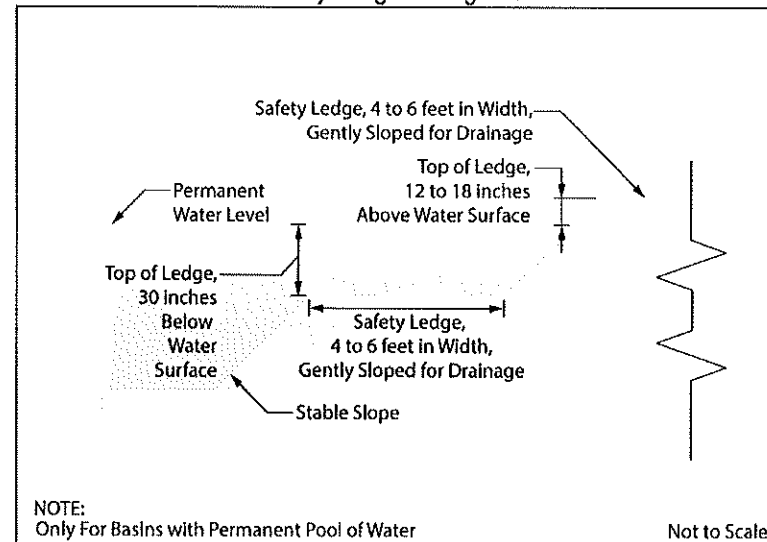 Safety Ledge, 4 to 6 feet in Width,
Gently Sloped for Drainage
Top of Ledge,
12 to 18 inches
Above Water Surface
Permanent
Water Level
Top of Ledge,
30 inches
Below
Water
Surface
Safety Ledge,
4 to 6 feet in Width,
Gently Sloped for Drainage
Stable Slope
NOTE:
Only For Basins with Permanent Pool of Water
Not to Scale